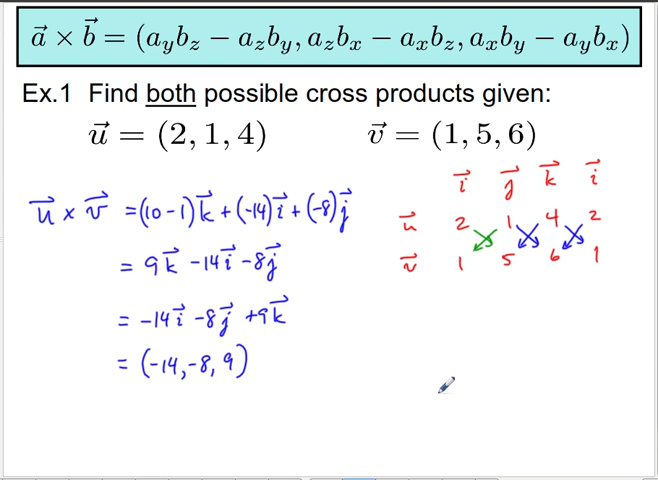 a⃗ × b⃗ = (a_y b_z − a_z b_y, a_z b_x − a_x b_z, a_x b_y − a_y b_x)
Ex.1 Find both possible cross products given:
u⃗ = (2, 1, 4) v⃗ = (1, 5, 6)
i⃗ j⃗ k⃗ i⃗
u⃗ 2 1 4 2
v⃗ 1 5 6 1
u⃗ × v⃗ = (10 - 1)k⃗ + (-14)i⃗ + (-8)j⃗
= 9k⃗ -14i⃗ -8j⃗
= -14i⃗ -8j⃗ +9k⃗
= (-14, -8, 9)